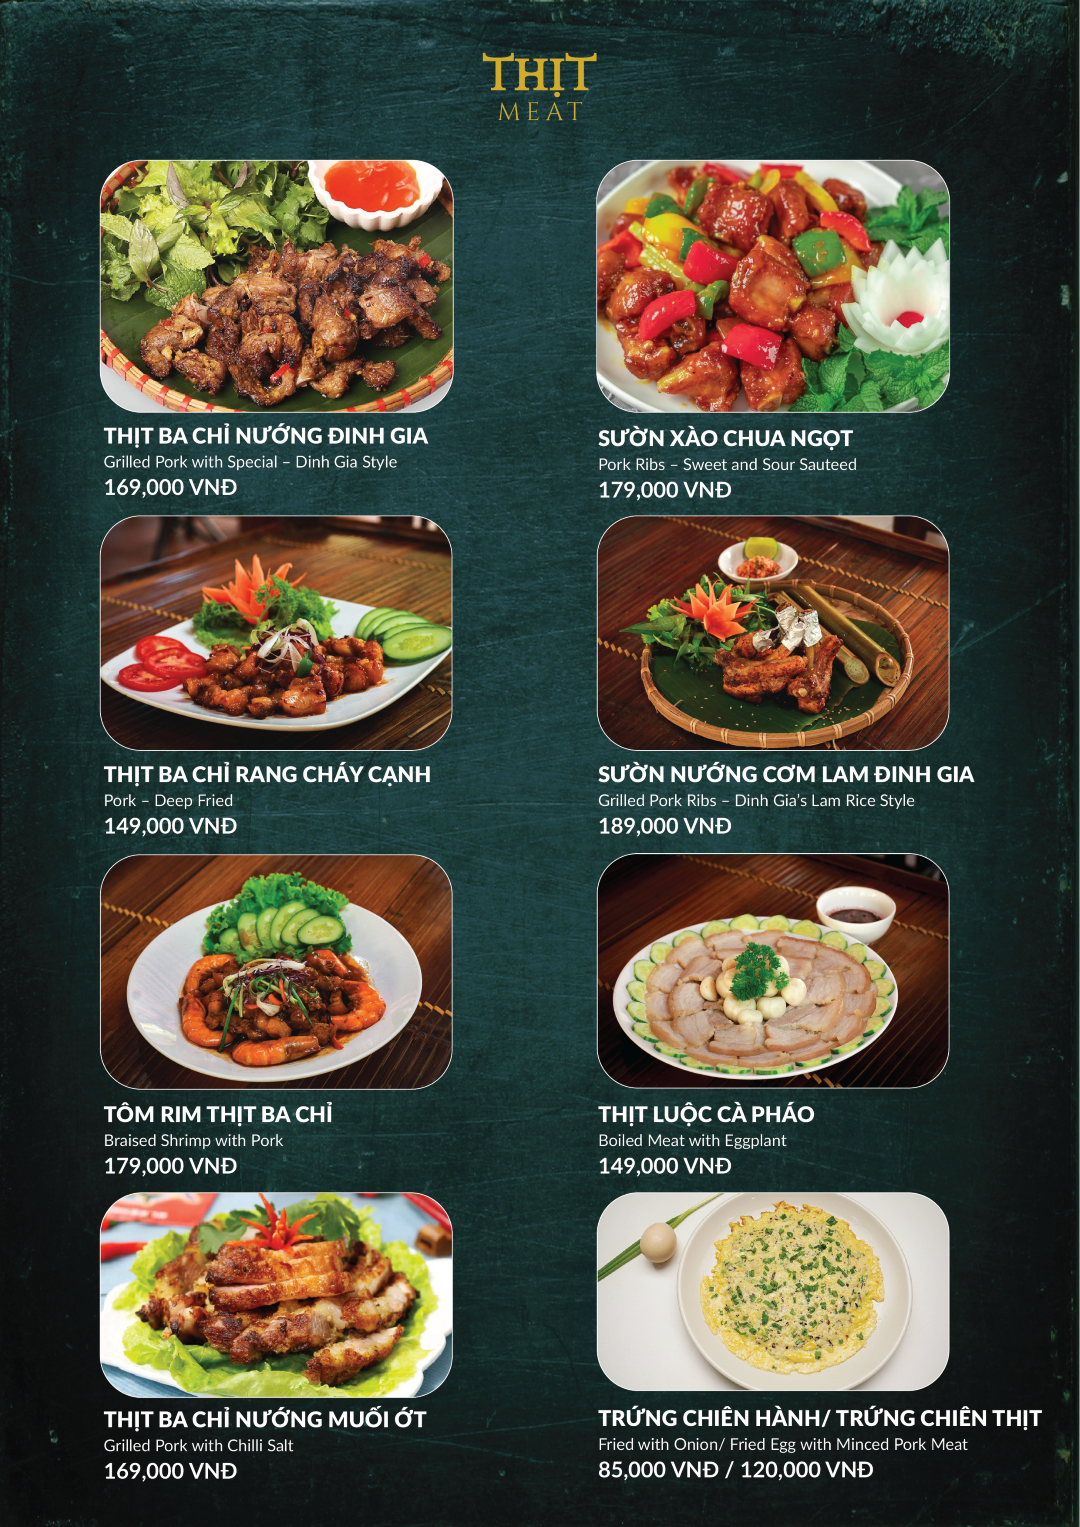 THỊT
MEAT
THỊT BA CHỈ NƯỚNG ĐINH GIA
Grilled Pork with Special – Dinh Gia Style
169,000 VNĐ
SƯỜN XÀO CHUA NGỌT
Pork Ribs – Sweet and Sour Sauteed
179,000 VNĐ
THỊT BA CHỈ RANG CHÁY CẠNH
Pork – Deep Fried
149,000 VNĐ
SƯỜN NƯỚNG CƠM LAM ĐINH GIA
Grilled Pork Ribs – Dinh Gia's Lam Rice Style
189,000 VNĐ
TÔM RIM THỊT BA CHỈ
Braised Shrimp with Pork
179,000 VNĐ
THỊT LUỘC CÀ PHÁO
Boiled Meat with Eggplant
149,000 VNĐ
THỊT BA CHỈ NƯỚNG MUỐI ỚT
Grilled Pork with Chilli Salt
169,000 VNĐ
TRỨNG CHIÊN HÀNH/ TRỨNG CHIÊN THỊT
Fried with Onion/ Fried Egg with Minced Pork Meat
85,000 VNĐ / 120,000 VNĐ